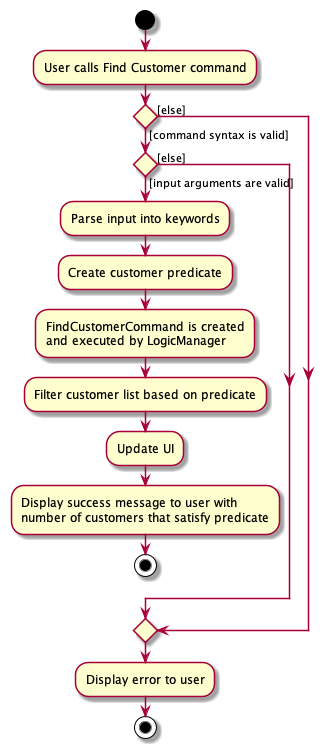 User calls Find Customer command
[else]
[command syntax is valid]
[else]
[input arguments are valid]
Parse input into keywords
Create customer predicate
FindCustomerCommand is created
and executed by LogicManager
Filter customer list based on predicate
Update UI
Display success message to user with
number of customers that satisfy predicate
Display error to user